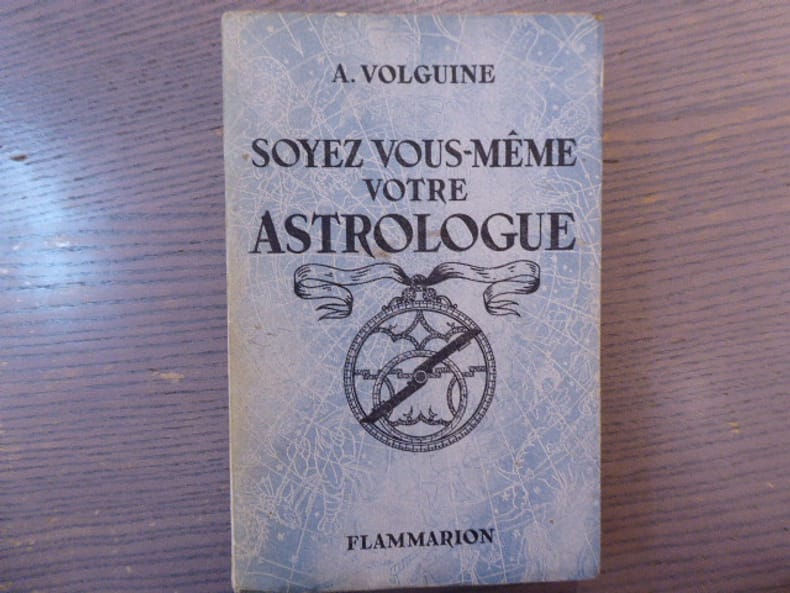 A. VOLGUINE
SOYEZ VOUS-MÊME
VOTRE
ASTROLOGUE
FLAMMARION